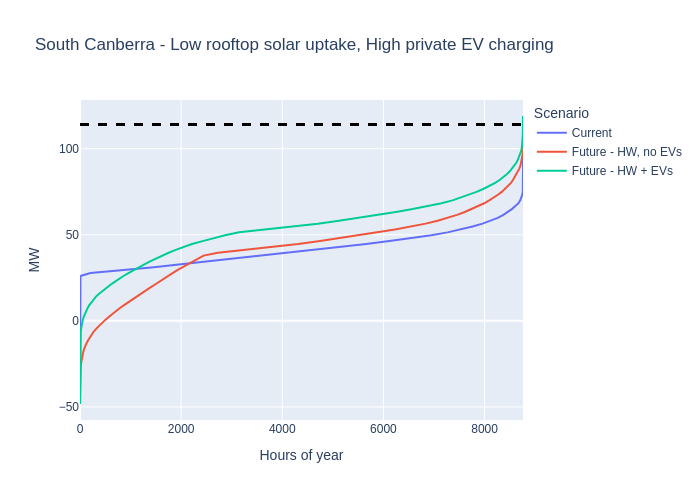 South Canberra - Low rooftop solar uptake, High private EV charging
Scenario
Current
Future - HW, no EVs
Future - HW + EVs
MW
100
50
0
−50
0
2000
4000
6000
8000
Hours of year